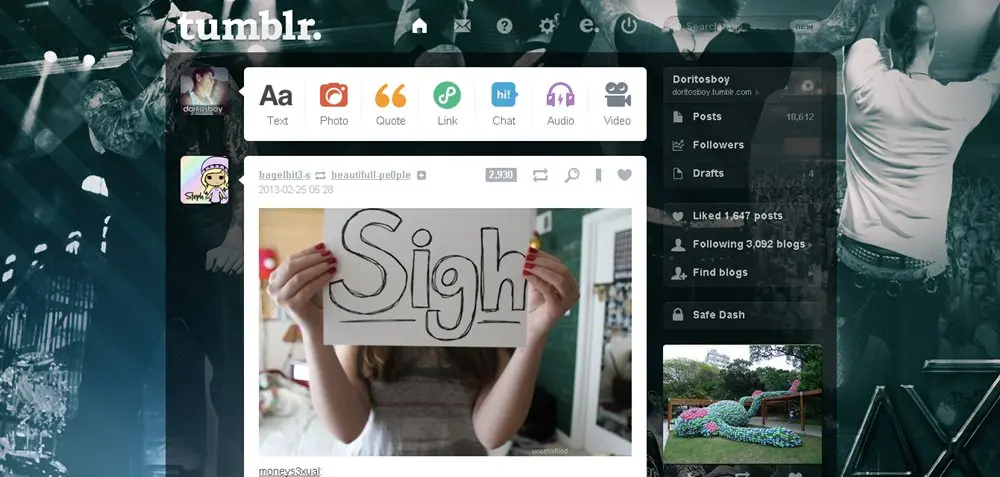 tumblr.
Search
new
doritosboy
Aa
Text
Photo
Quote
Link
hi!
Chat
Audio
Video
Steph
bagelbit3.s beautifull-pe0ple
2,930
2013-02-25 05:28
Sigh
unsatisfiied
moneys3xual:
Doritosboy
doritosboy.tumblr.com
Posts 18,612
Followers
Drafts 4
Liked 1,647 posts
Following 3,092 blogs
Find blogs
Safe Dash